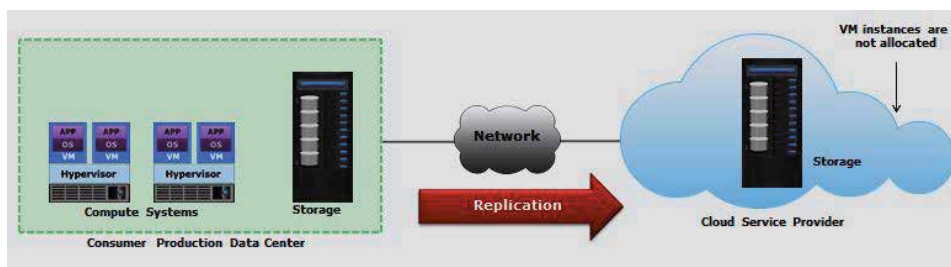 VM instances are
not allocated
APP APP APP APP
OS OS OS OS
VM VM VM VM
Hypervisor Hypervisor
Compute Systems
Storage
Consumer Production Data Center
Network
Replication
Storage
Cloud Service Provider